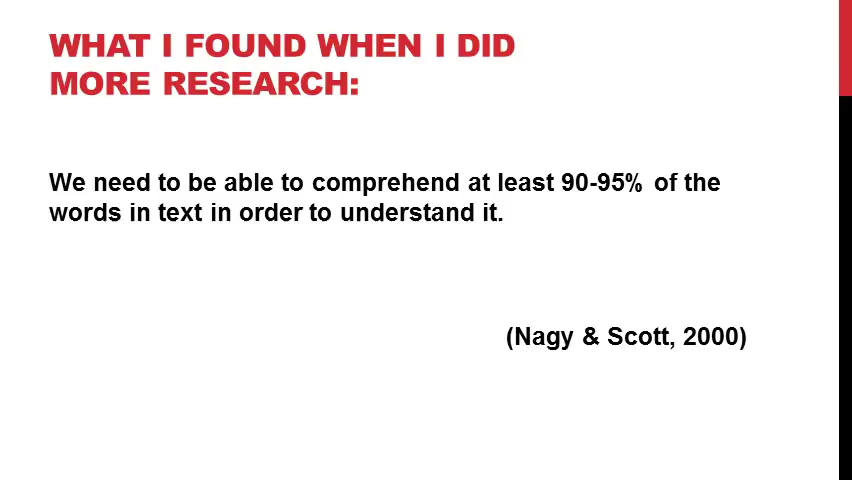 WHAT I FOUND WHEN I DID
MORE RESEARCH:
We need to be able to comprehend at least 90-95% of the
words in text in order to understand it.
(Nagy & Scott, 2000)